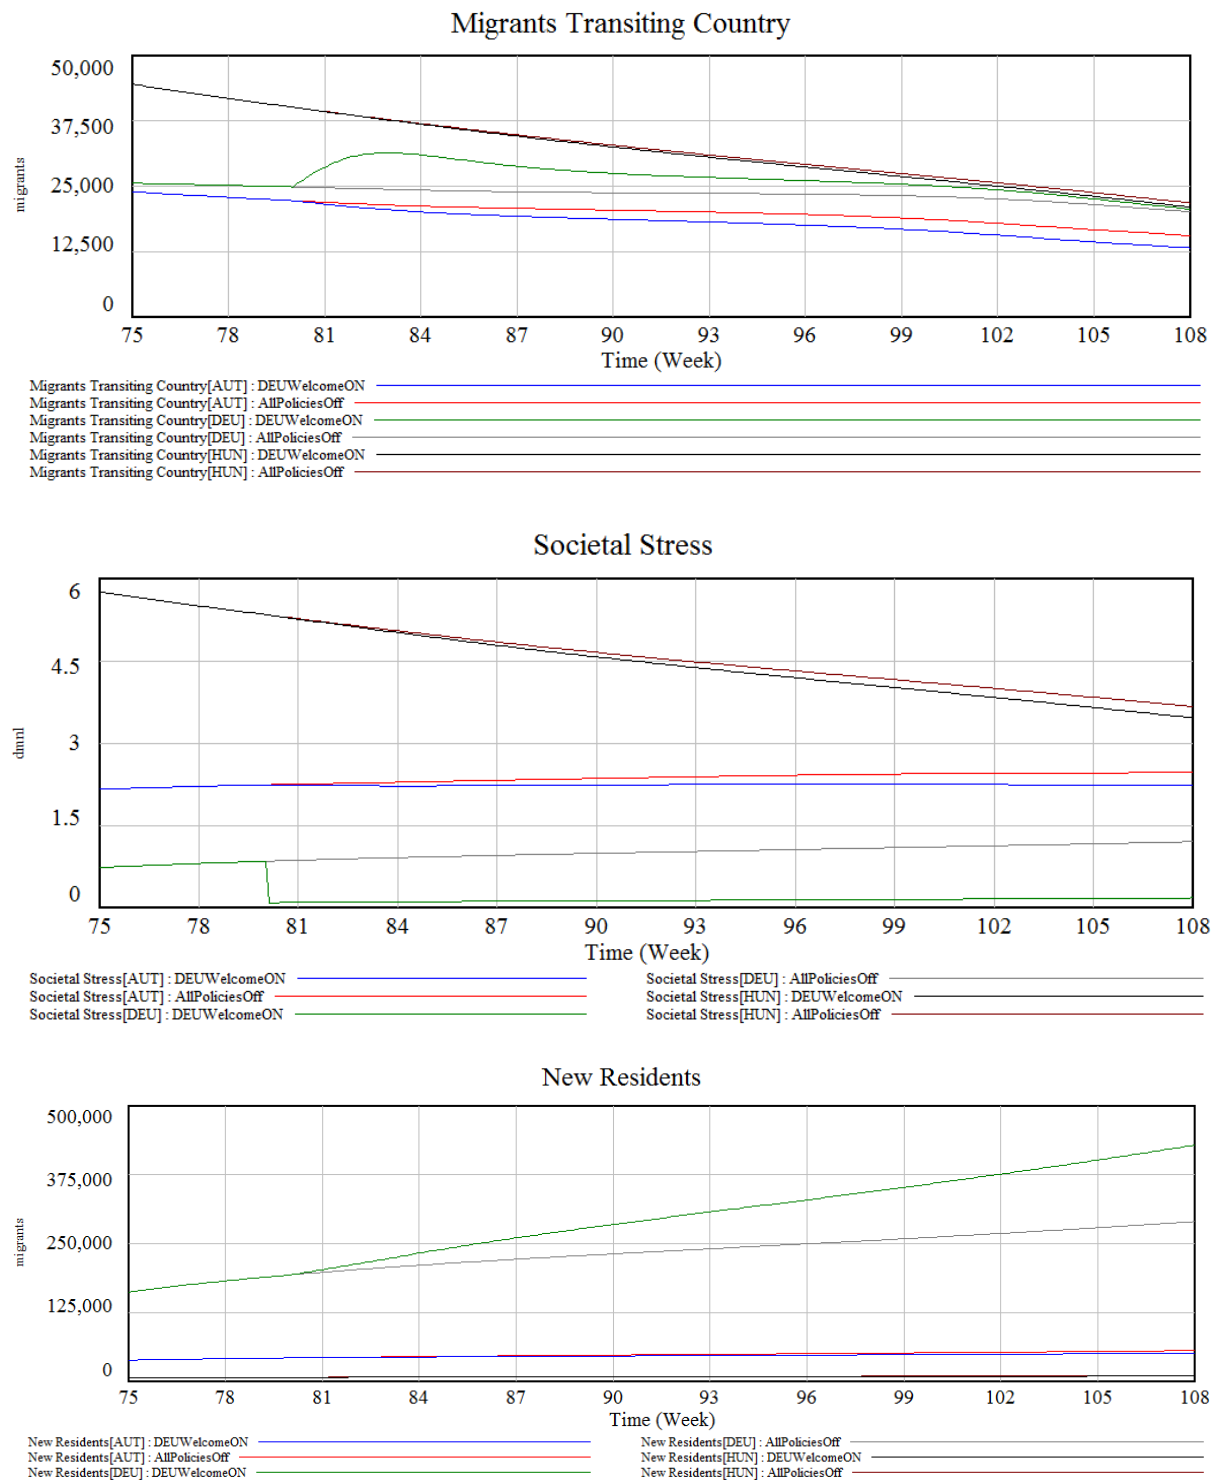 Migrants Transiting Country
50,000
37,500
25,000
12,500
0
migrants
75 78 81 84 87 90 93 96 99 102 105 108
Time (Week)
Migrants Transiting Country[AUT] : DEUWelcomeON
Migrants Transiting Country[AUT] : AllPoliciesOff
Migrants Transiting Country[DEU] : DEUWelcomeON
Migrants Transiting Country[DEU] : AllPoliciesOff
Migrants Transiting Country[HUN] : DEUWelcomeON
Migrants Transiting Country[HUN] : AllPoliciesOff
Societal Stress
6
4.5
3
1.5
0
dmnl
75 78 81 84 87 90 93 96 99 102 105 108
Time (Week)
Societal Stress[AUT] : DEUWelcomeON
Societal Stress[AUT] : AllPoliciesOff
Societal Stress[DEU] : DEUWelcomeON
Societal Stress[DEU] : AllPoliciesOff
Societal Stress[HUN] : DEUWelcomeON
Societal Stress[HUN] : AllPoliciesOff
New Residents
500,000
375,000
250,000
125,000
0
migrants
75 78 81 84 87 90 93 96 99 102 105 108
Time (Week)
New Residents[AUT] : DEUWelcomeON
New Residents[AUT] : AllPoliciesOff
New Residents[DEU] : DEUWelcomeON
New Residents[DEU] : AllPoliciesOff
New Residents[HUN] : DEUWelcomeON
New Residents[HUN] : AllPoliciesOff